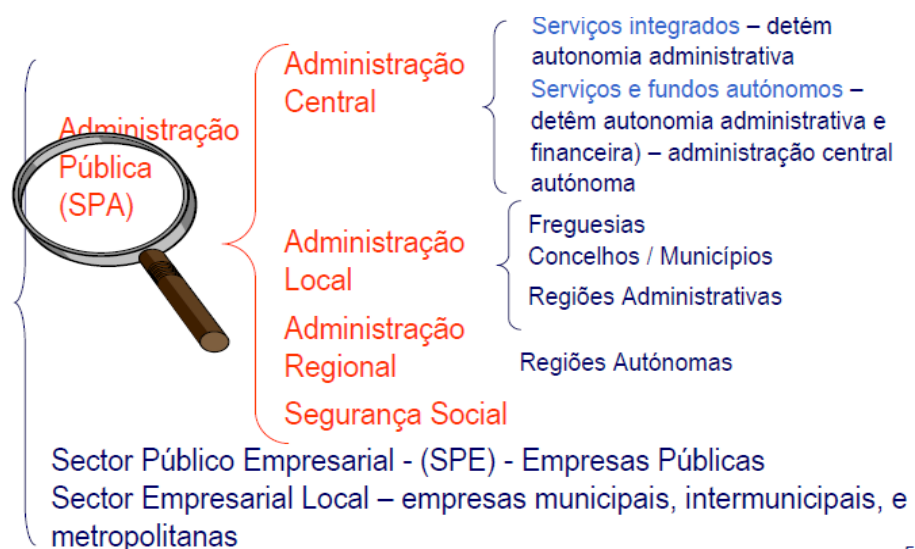 Administração
Pública
(SPA)
Administração
Central
Serviços integrados – detém
autonomia administrativa
Serviços e fundos autónomos –
detêm autonomia administrativa e
financeira) – administração central
autónoma
Administração
Local
Freguesias
Concelhos / Municípios
Regiões Administrativas
Administração
Regional
Regiões Autónomas
Segurança Social
Sector Público Empresarial - (SPE) - Empresas Públicas
Sector Empresarial Local – empresas municipais, intermunicipais, e
metropolitanas